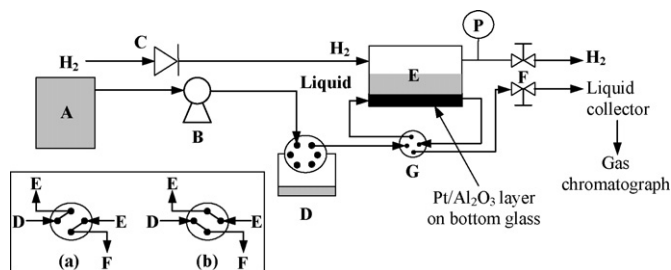 P
C
H2
H2
H2
E
F
Liquid
Liquid
collector
A
B
G
Gas
chromatograph
D
Pt/Al2O3 layer
on bottom glass
E
E
D
E
D
E
F
F
(a)
(b)